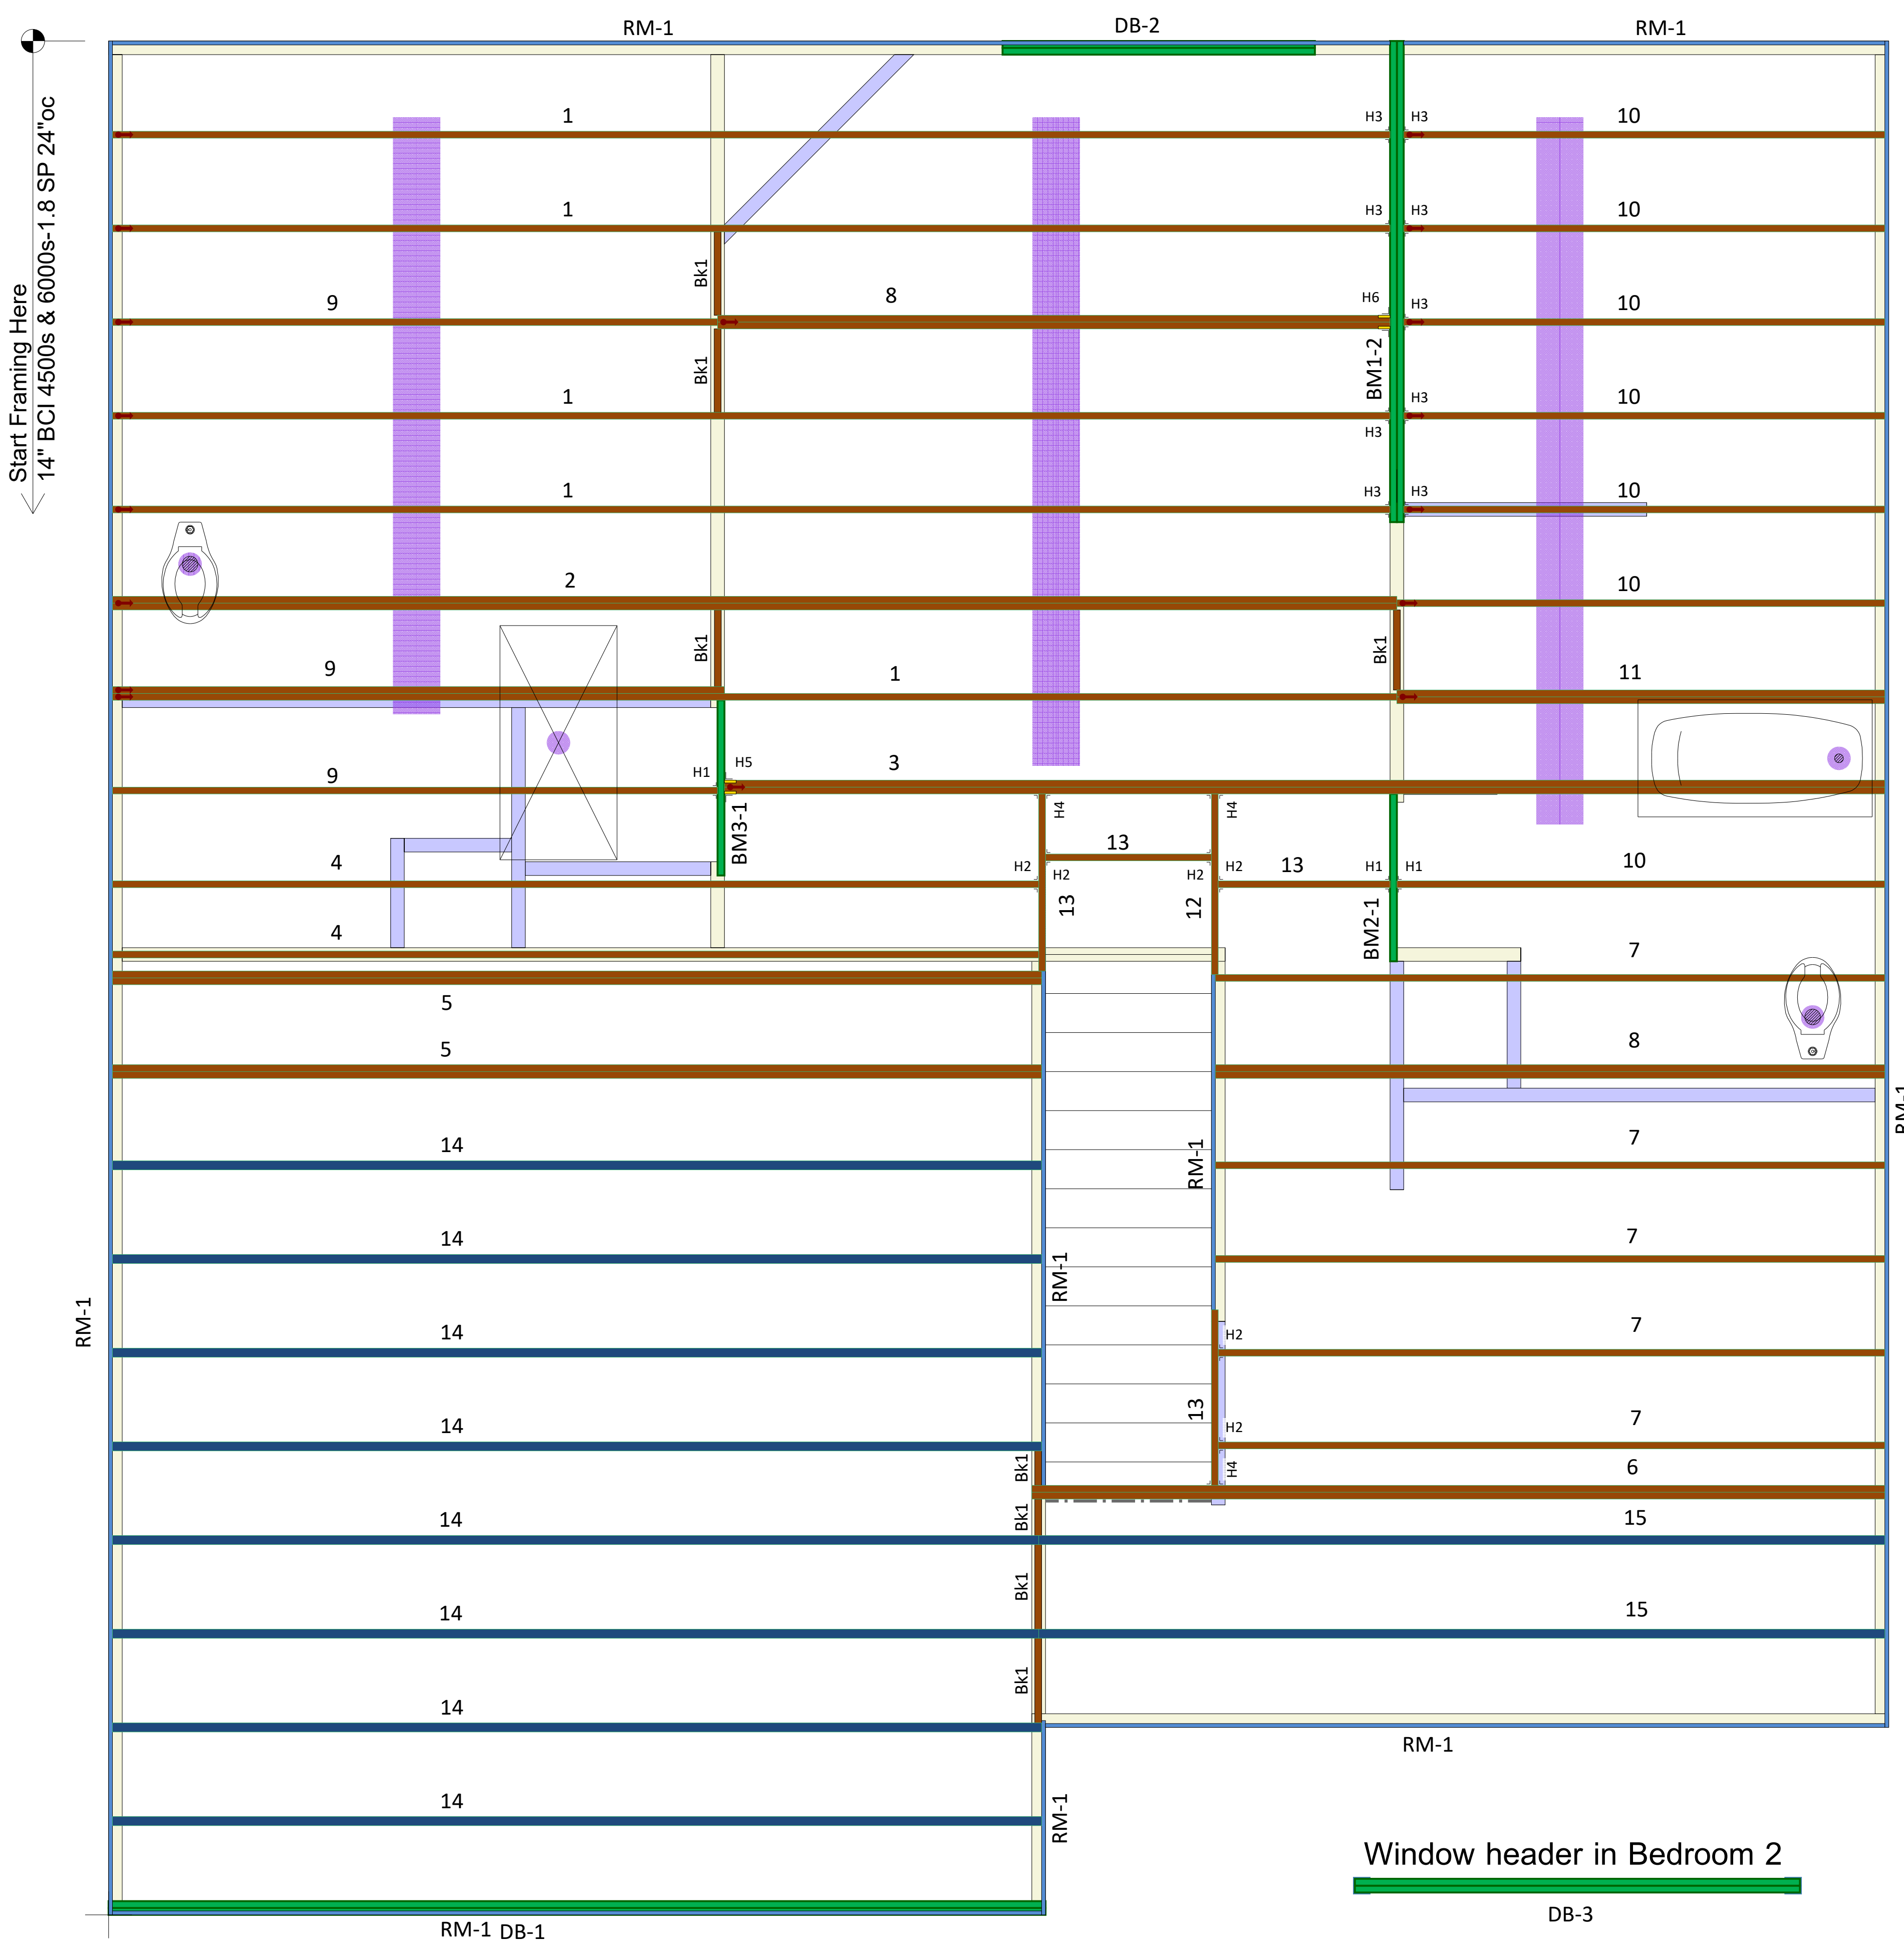 RM-1
DB-2
RM-1
Start Framing Here
14" BCI 4500s & 6000s-1.8 SP 24"oc
1
H3
H3
10
1
H3
H3
10
Bk1
9
8
H6
H3
10
Bk1
BM1-2
1
H3
H3
10
1
H3
H3
10
2
10
Bk1
Bk1
9
1
11
9
H1
H5
3
BM3-1
H4
H4
13
4
H2
H2
H2
H2
13
H1
H1
10
13
12
BM2-1
4
7
5
5
8
RM-1
14
RM-1
7
14
RM-1
7
RM-1
14
H2
7
13
14
H2
7
Bk1
H4
6
Bk1
14
15
Bk1
14
15
Bk1
14
RM-1
14
RM-1
Window header in Bedroom 2
DB-3
RM-1
DB-1